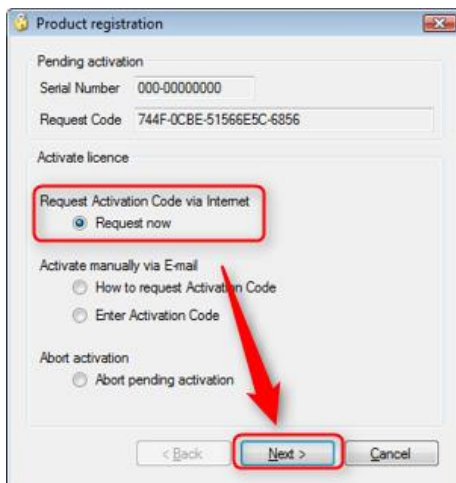 Product registration
Pending activation
Serial Number 000-00000000
Request Code 744F-0CBE-51566E5C-6856
Activate licence
Request Activation Code via Internet
Request now
Activate manually via E-mail
How to request Activation Code
Enter Activation Code
Abort activation
Abort pending activation
< Back Next > Cancel